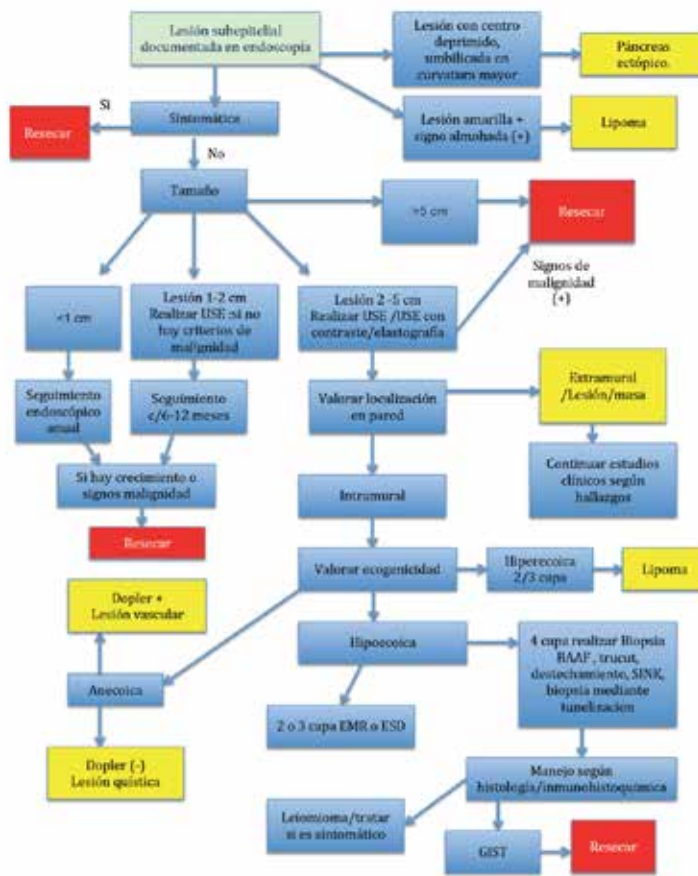 Lesión subepitelial
documentada en endoscopia
Lesión con centro
deprimido,
umbilicada en
curvatura mayor
Páncreas
ectópico.
Si
Resecar
Sintomática
Lesión amarilla +
signo almohada (+)
Lipoma
No
Tamaño
>5 cm
Resecar
Signos de
malignidad
(+)
<1 cm
Lesión 1-2 cm
Realizar USE :si no
hay criterios de
malignidad
Lesión 2 -5 cm
Realizar USE /USE con
contraste/elastografía
Seguimiento
endoscópico
anual
Seguimiento
c/6-12 meses
Valorar localización
en pared
Extramural
/Lesión/masa
Si hay crecimiento o
signos malignidad
Continuar estudios
clínicos según
hallazgos
Intramural
Resecar
Valorar ecogenicidad
Hiperecoica
2/3 capa
Lipoma
Dopler +
Lesión vascular
Hipoecoica
4 capa realizar Biopsia
BAAF , trucut,
destechamiento, SINK,
biopsia mediante
tunelizacion
Anecoica
2 o 3 capa EMR o ESD
Dopler (-)
Lesión quística
Manejo según
histología/inmunohistoquimica
Leiomioma/tratar
si es sintomático
GIST
Resecar